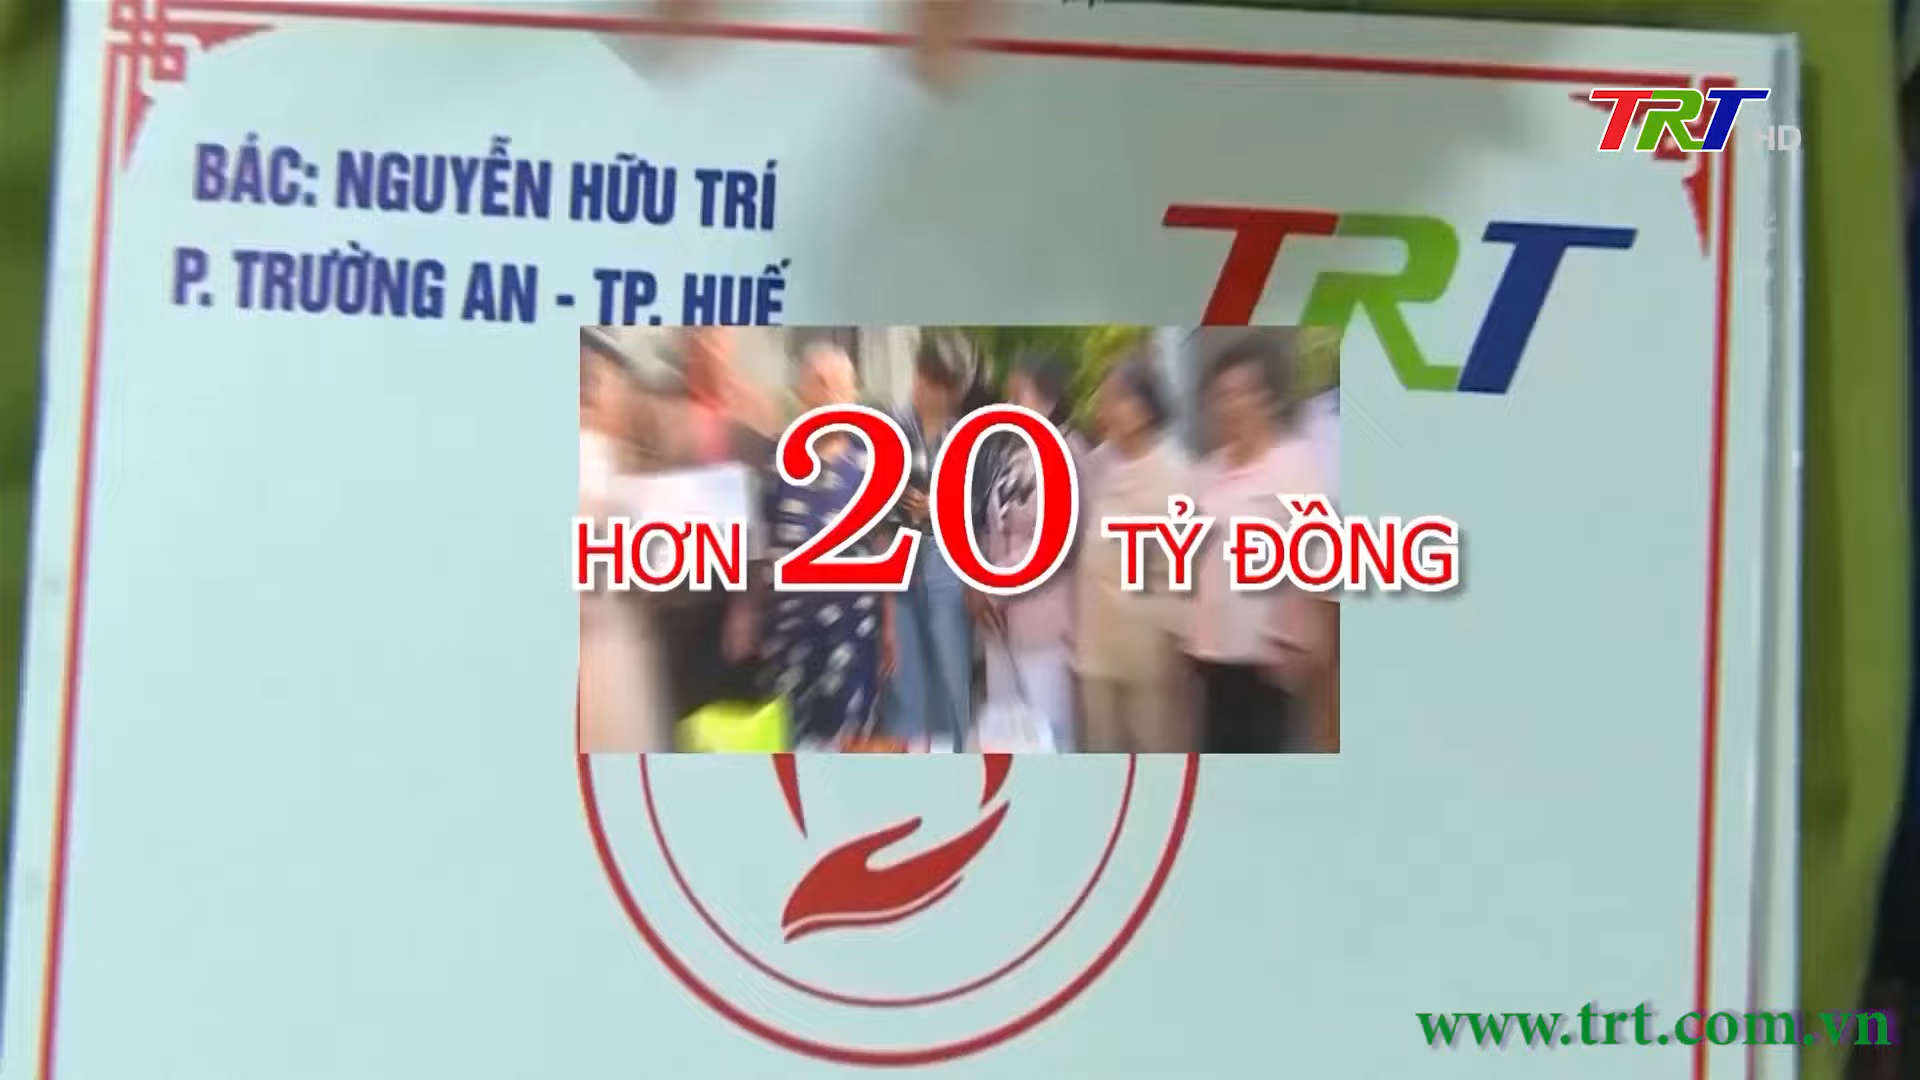 TRT HD
BÁC: NGUYỄN HỮU TRÍ
P. TRƯỜNG AN - TP. HUẾ
TRT
HƠN 20 TỶ ĐỒNG
www.trt.com.vn